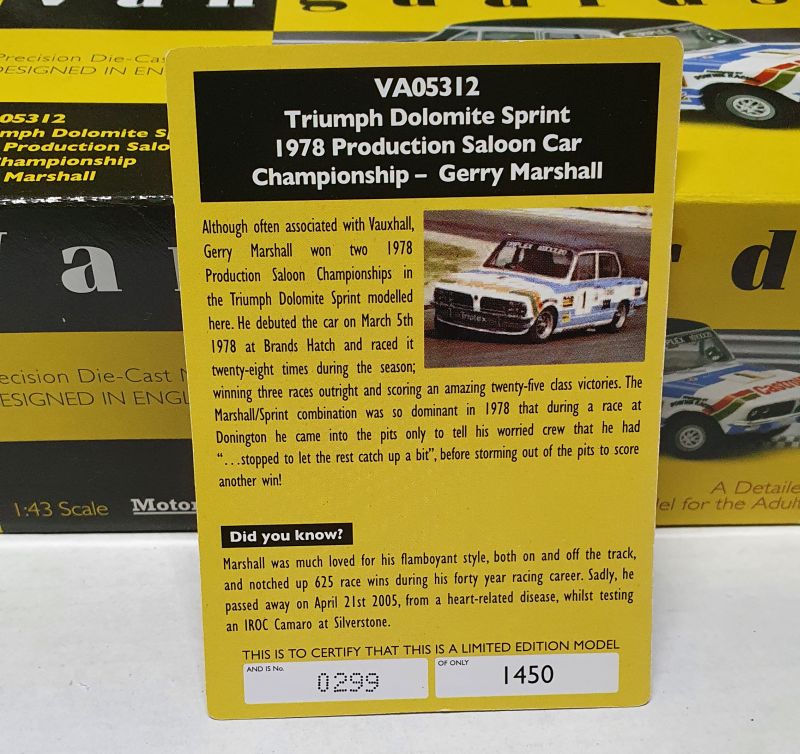 van guards
Precision Die-Cast
DESIGNED IN EN
05312
mph Dolomite S
Production Salo
hampionship
Marshall
van
d
recision Die-Cast M
ESIGNED IN ENGL
1:43 Scale Motor
A Detaile
el for the Adul
Castrol
VA05312
Triumph Dolomite Sprint
1978 Production Saloon Car
Championship – Gerry Marshall
Although often associated with Vauxhall,
Gerry Marshall won two 1978
Production Saloon Championships in
the Triumph Dolomite Sprint modelled
here. He debuted the car on March 5th
1978 at Brands Hatch and raced it
twenty-eight times during the season;
winning three races outright and scoring an amazing twenty-five class victories. The
Marshall/Sprint combination was so dominant in 1978 that during a race at
Donington he came into the pits only to tell his worried crew that he had
“…stopped to let the rest catch up a bit”, before storming out of the pits to score
another win!
triplex
1
Did you know?
Marshall was much loved for his flamboyant style, both on and off the track,
and notched up 625 race wins during his forty year racing career. Sadly, he
passed away on April 21st 2005, from a heart-related disease, whilst testing
an IROC Camaro at Silverstone.
THIS IS TO CERTIFY THAT THIS IS A LIMITED EDITION MODEL
AND IS No. 0299
OF ONLY 1450